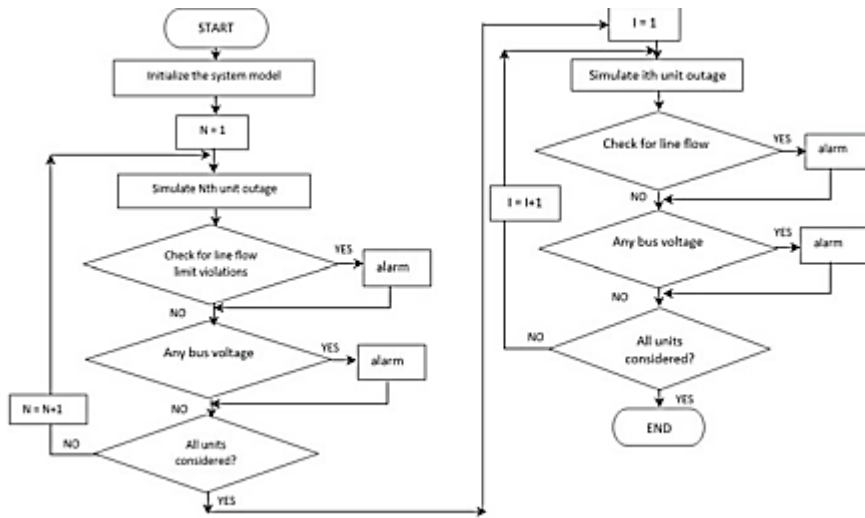 START
Initialize the system model
N = 1
Simulate Nth unit outage
Check for line flow
limit violations
YES
alarm
NO
Any bus voltage
YES
alarm
NO
N = N+1
All units
considered?
NO
YES
I = 1
Simulate ith unit outage
Check for line flow
YES
alarm
NO
I = I+1
Any bus voltage
YES
alarm
NO
All units
considered?
NO
YES
END